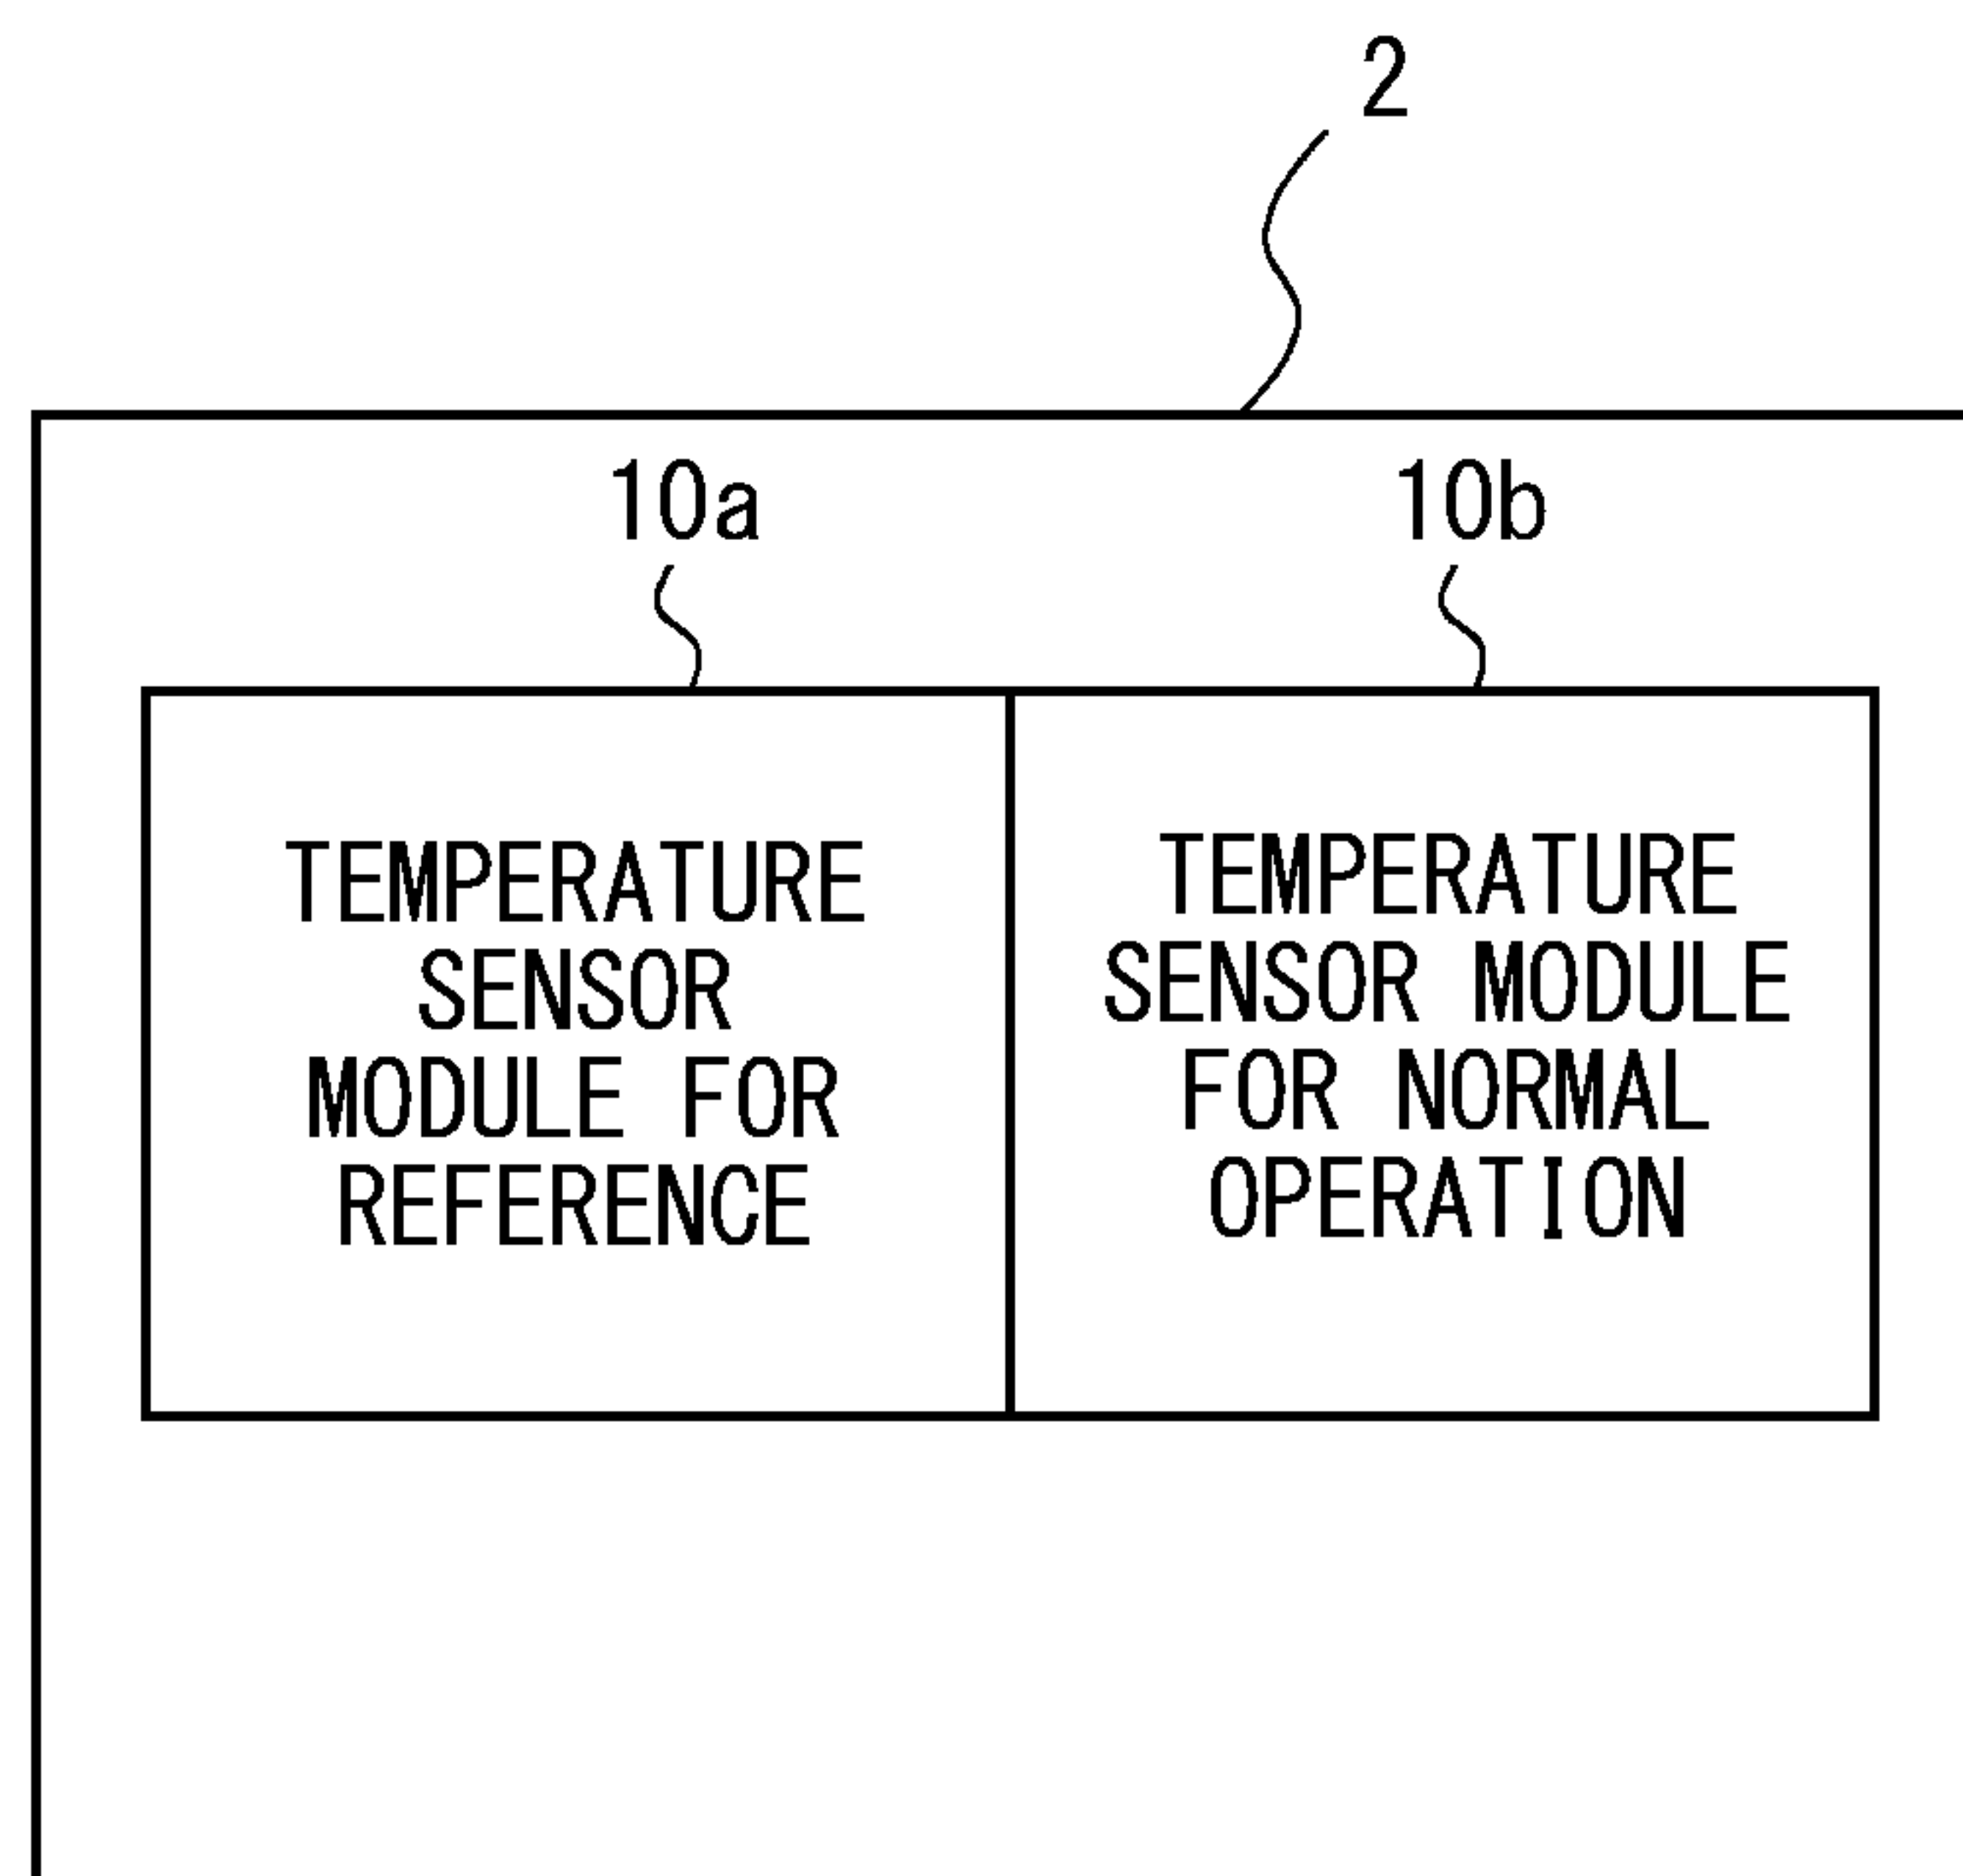 2
10a
10b
TEMPERATURE
SENSOR
MODULE FOR
REFERENCE
TEMPERATURE
SENSOR MODULE
FOR NORMAL
OPERATION